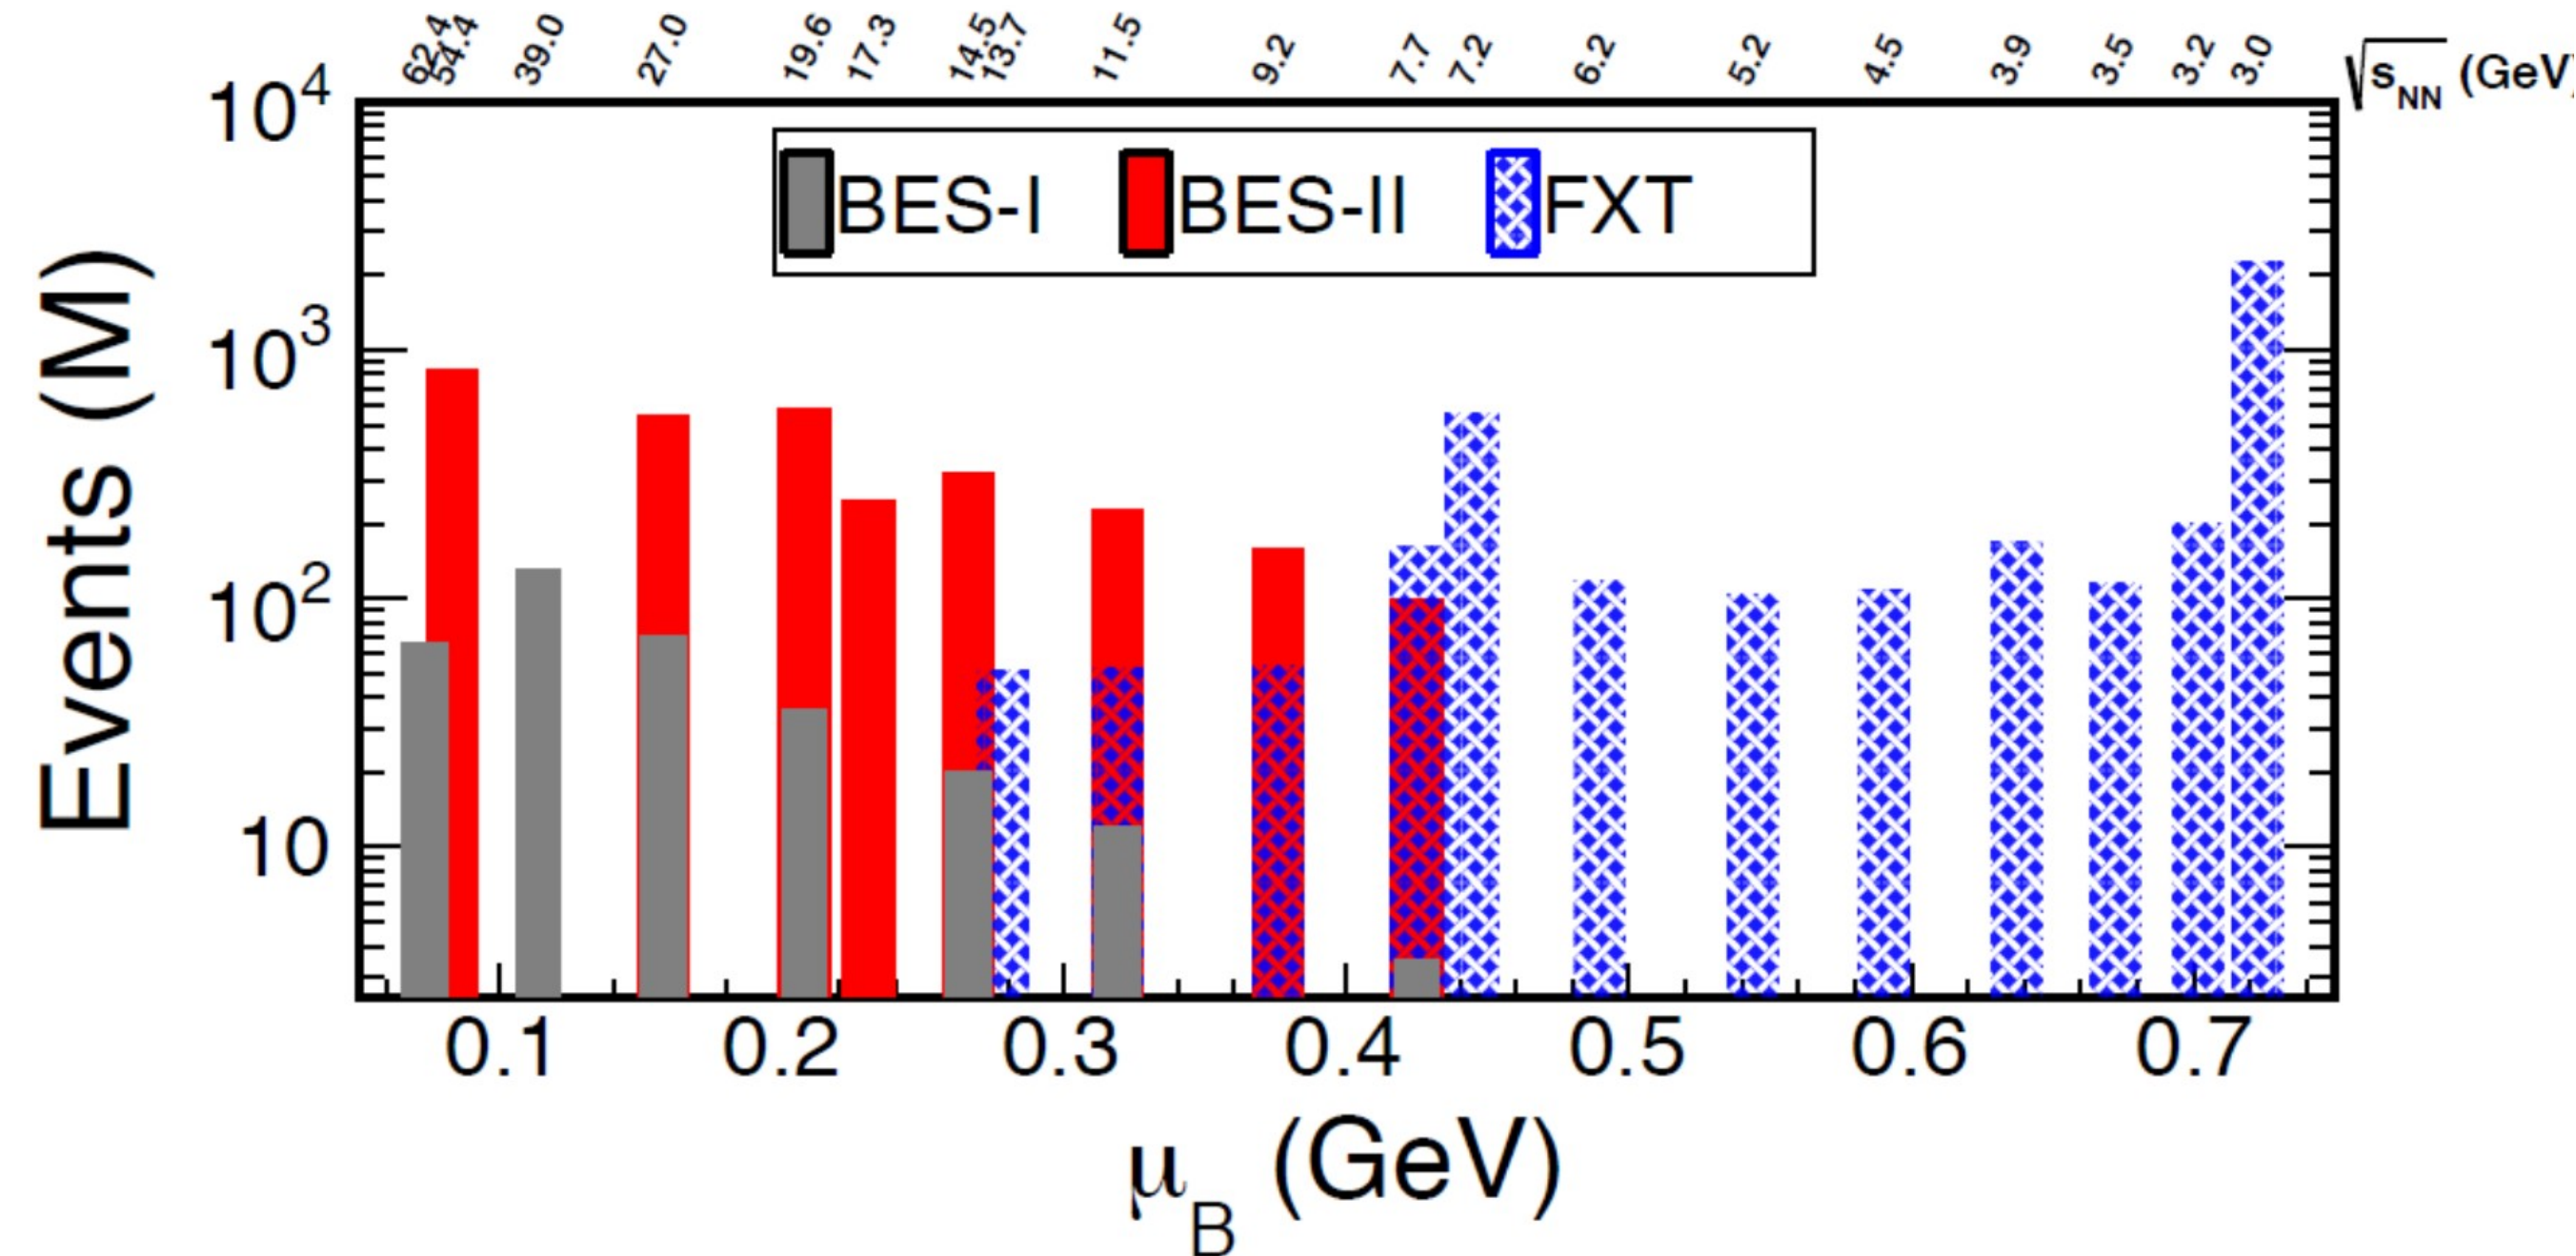 62.4 54.4 39.0 27.0 19.6 17.3 14.5 13.7 11.5 9.2 7.7 7.2 6.2 5.2 4.5 3.9 3.5 3.2 3.0 √s_NN (GeV)
10^4
BES-I BES-II FXT
10^3
10^2
10
Events (M)
0.1 0.2 0.3 0.4 0.5 0.6 0.7
μ_B (GeV)